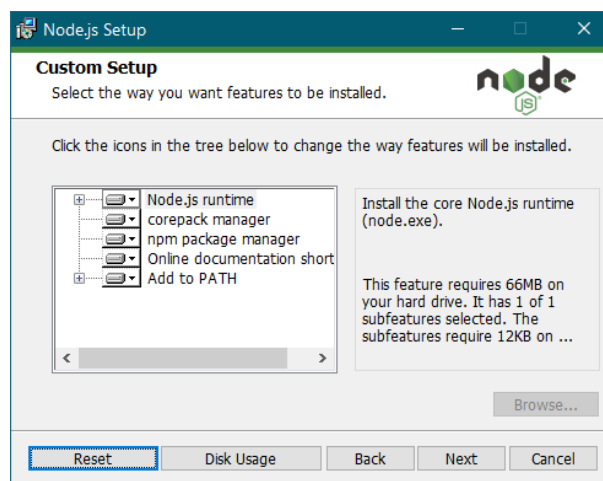 Node.js Setup
Custom Setup
Select the way you want features to be installed.
node
JS
Click the icons in the tree below to change the way features will be installed.
Node.js runtime
corepack manager
npm package manager
Online documentation short
Add to PATH
Install the core Node.js runtime
(node.exe).
This feature requires 66MB on
your hard drive. It has 1 of 1
subfeatures selected. The
subfeatures require 12KB on ...
Browse...
Reset
Disk Usage
Back
Next
Cancel